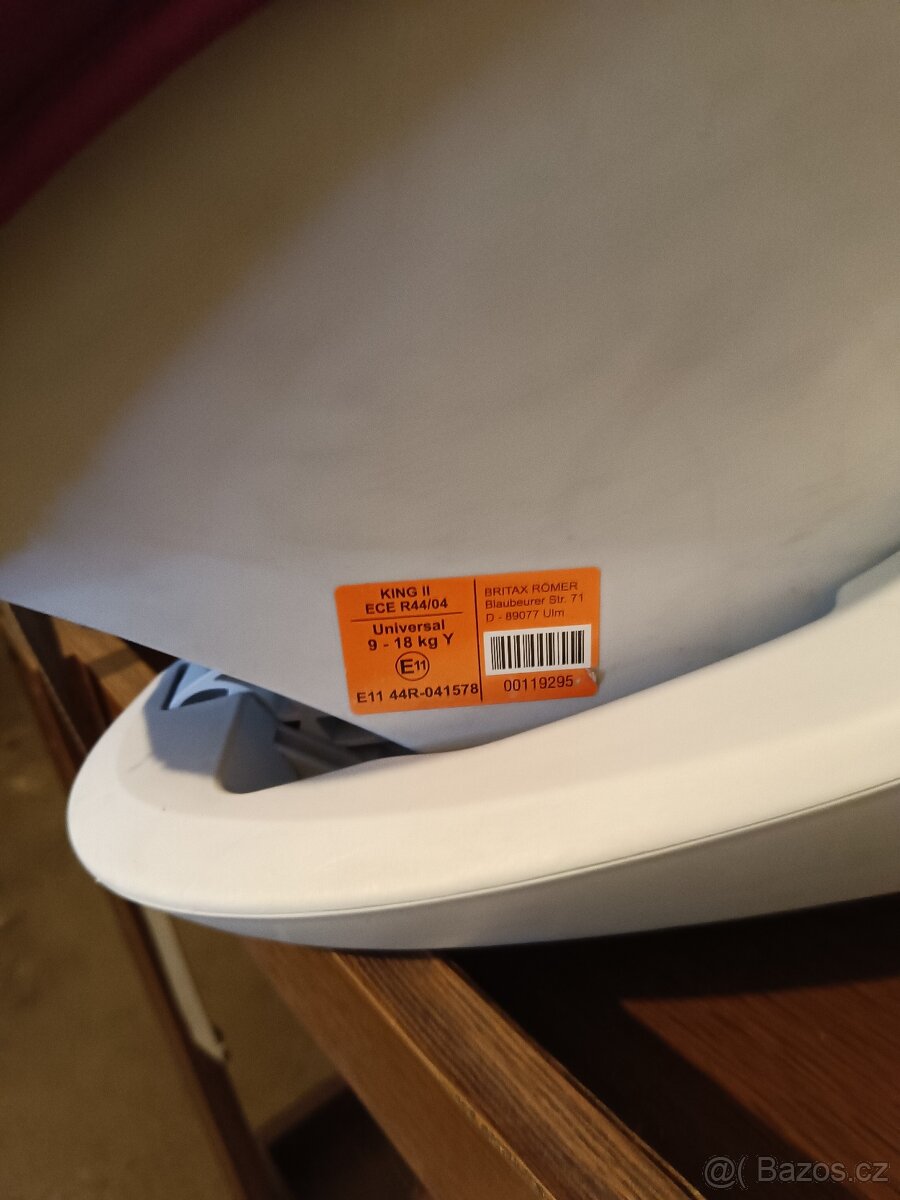 KING II
ECE R44/04
Universal
9 - 18 kg Y
E11
E11 44R-041578
BRITAX RÖMER
Blaubeurer Str. 71
D - 89077 Ulm
00119295
@( Bazos.cz